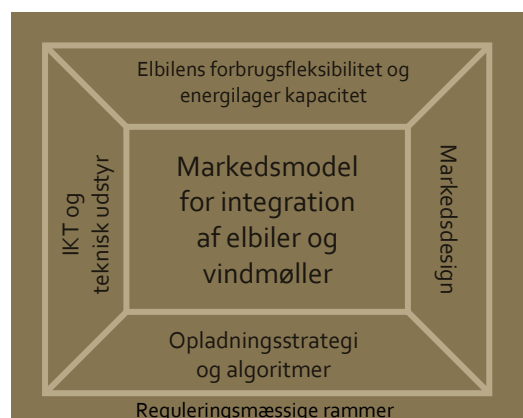 Elbilens forbrugsfleksibilitet og
energilager kapacitet
IKT og
teknisk udstyr
Markedsmodel
for integration
af elbiler og
vindmøller
Markedsdesign
Opladningsstrategi
og algoritmer
Reguleringsmæssige rammer